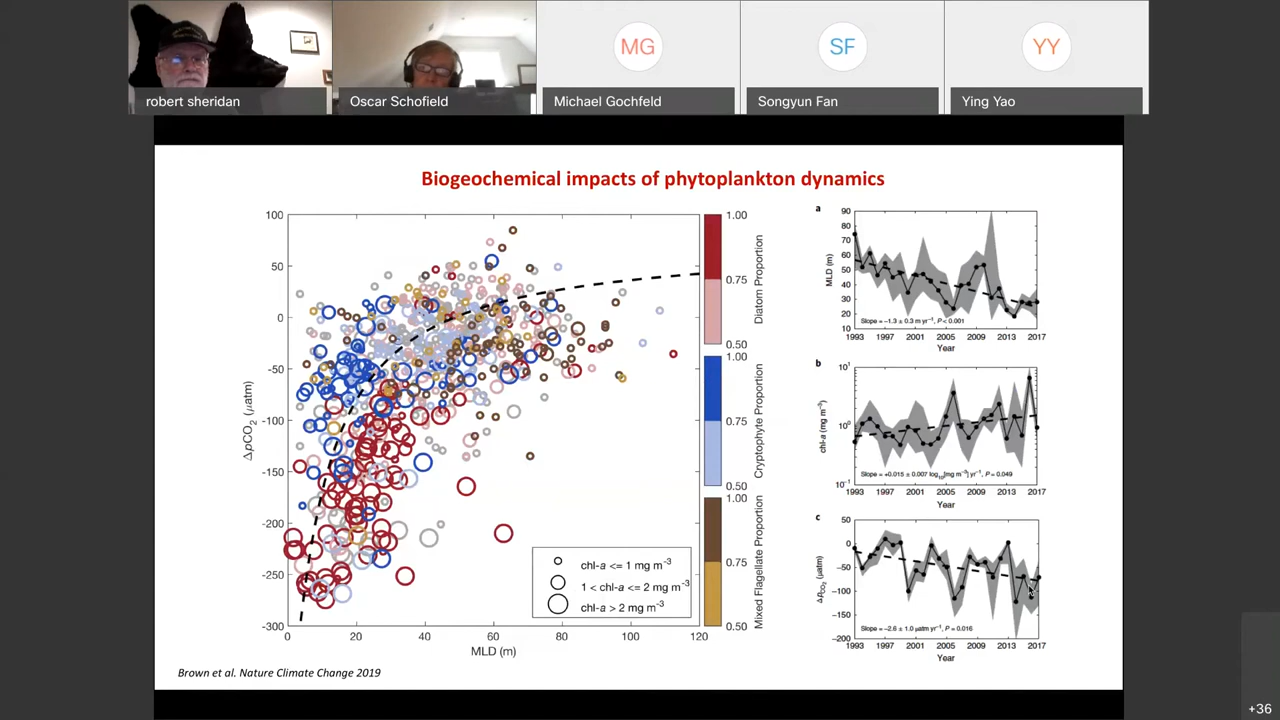 MG
SF
YY
robert sheridan
Oscar Schofield
Michael Gochfeld
Songyun Fan
Ying Yao
Biogeochemical impacts of phytoplankton dynamics
100
50
0
-50
-100
-150
-200
-250
-300
ΔpCO2 (µatm)
0
20
40
60
80
100
120
MLD (m)
chl-a <= 1 mg m-3
1 < chl-a <= 2 mg m-3
chl-a > 2 mg m-3
1.00
0.75
0.50
Diatom Proportion
1.00
0.75
0.50
Cryptophyte Proportion
1.00
0.75
0.50
Mixed Flagellate Proportion
a
90
80
70
60
50
40
30
20
10
MLD (m)
Slope = −1.3 ± 0.3 m yr−1, P < 0.001
1993 1997 2001 2005 2009 2013 2017
Year
b
10^1
10^0
10^-1
chl-a (mg m−3)
Slope = +0.015 ± 0.007 log10[mg m−3] yr−1, P = 0.049
1993 1997 2001 2005 2009 2013 2017
Year
c
50
0
−50
−100
−150
−200
ΔpCO2 (µatm)
Slope = −2.6 ± 1.0 µatm yr−1, P = 0.016
1993 1997 2001 2005 2009 2013 2017
Year
Brown et al. Nature Climate Change 2019
+36